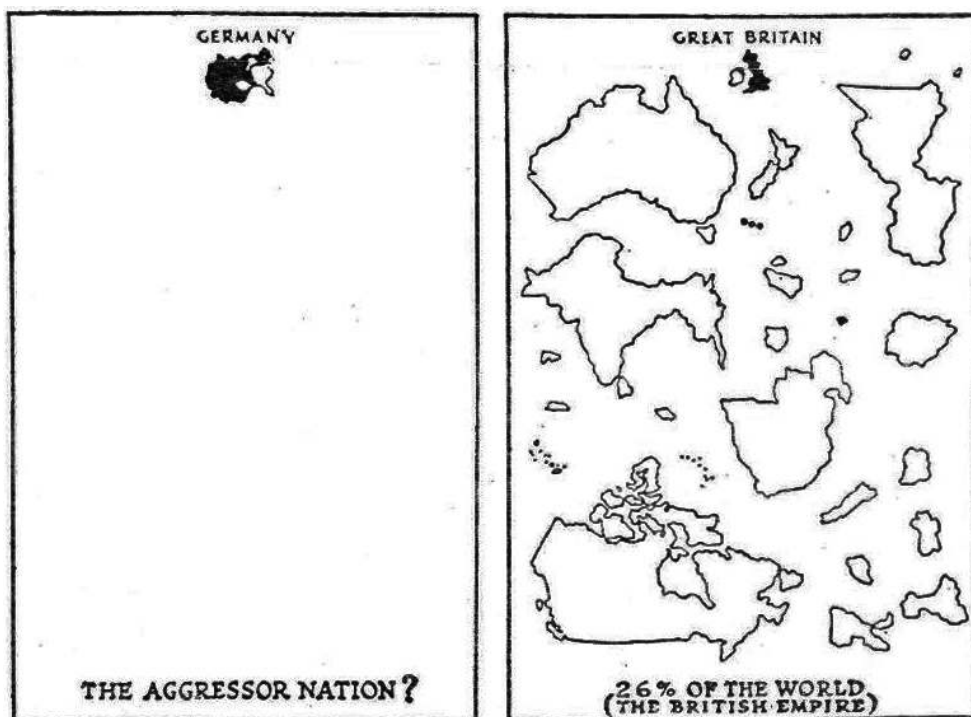 GERMANY
THE AGGRESSOR NATION?
GREAT BRITAIN
26% OF THE WORLD
(THE BRITISH EMPIRE)